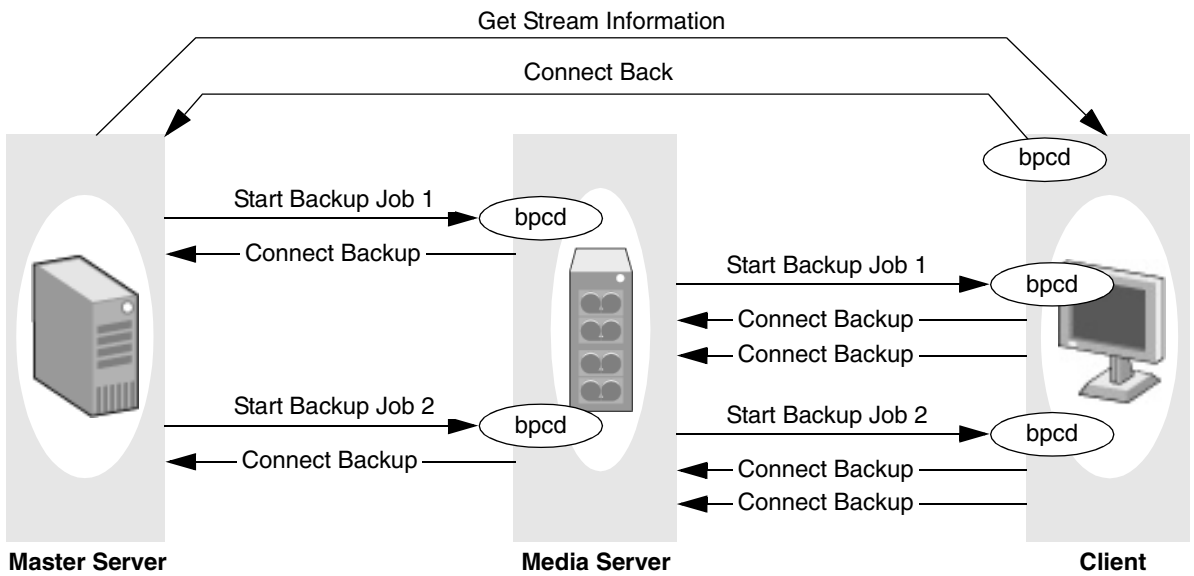 Get Stream Information
Connect Back
bpcd
Start Backup Job 1
bpcd
Connect Backup
Start Backup Job 1
bpcd
Connect Backup
Connect Backup
Start Backup Job 2
bpcd
Connect Backup
Start Backup Job 2
bpcd
Connect Backup
Connect Backup
Master Server
Media Server
Client